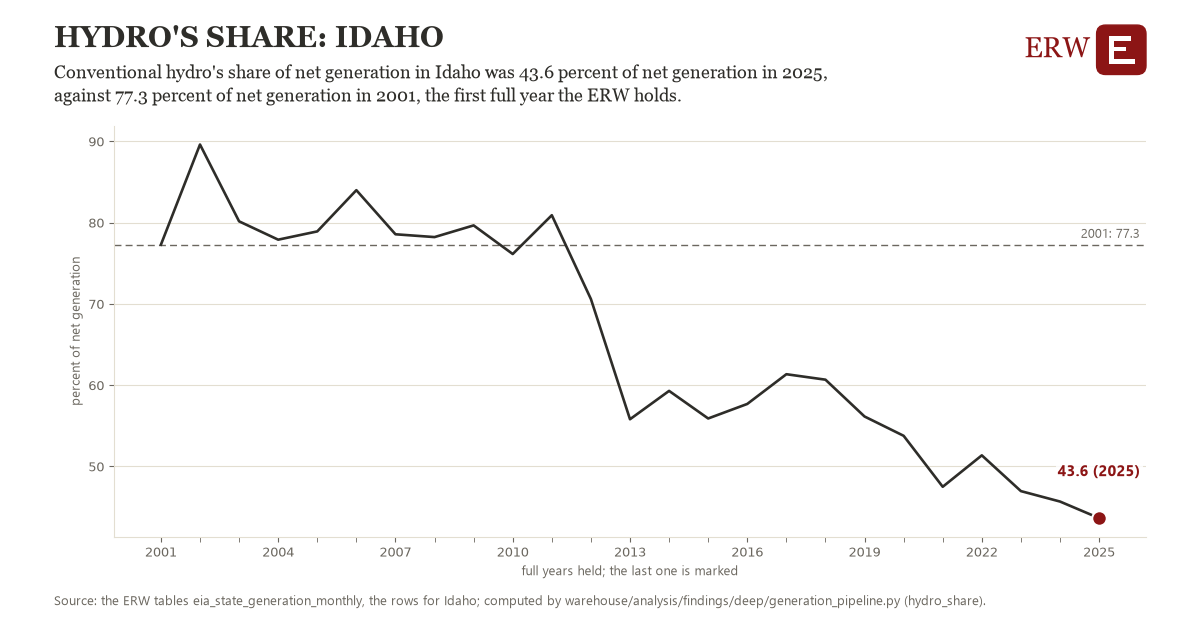 HYDRO'S SHARE: IDAHO
ERW E
Conventional hydro's share of net generation in Idaho was 43.6 percent of net generation in 2025,
against 77.3 percent of net generation in 2001, the first full year the ERW holds.
percent of net generation
90
80
70
60
50
2001: 77.3
43.6 (2025)
2001 2004 2007 2010 2013 2016 2019 2022 2025
full years held; the last one is marked
Source: the ERW tables eia_state_generation_monthly, the rows for Idaho; computed by warehouse/analysis/findings/deep/generation_pipeline.py (hydro_share).